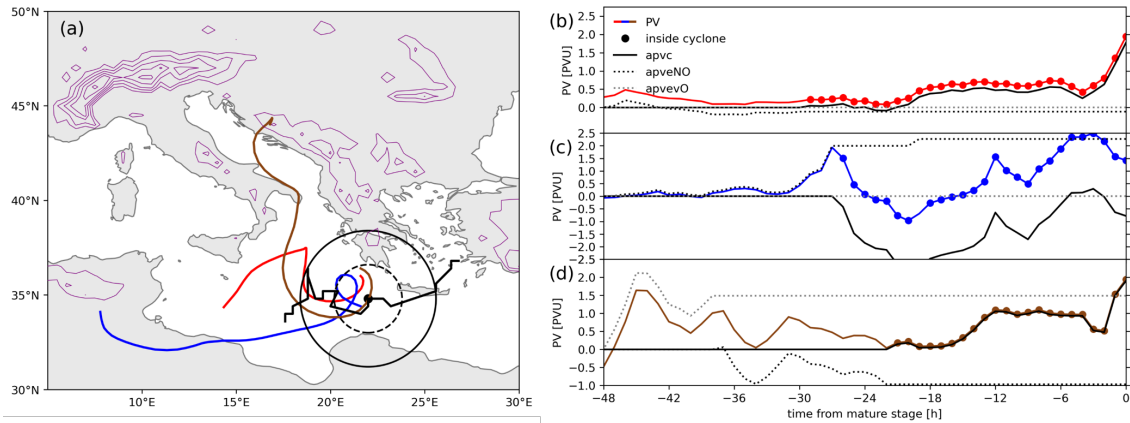 (a)
50°N
45°N
40°N
35°N
30°N
10°E
15°E
20°E
25°E
30°E
(b)
PV [PVU]
2.5
2.0
1.5
1.0
0.5
0.0
−0.5
PV
inside cyclone
apvc
apveNO
apvevO
(c)
PV [PVU]
2.5
2.0
1.5
1.0
0.5
0.0
−0.5
−1.0
−1.5
−2.0
−2.5
(d)
PV [PVU]
2.0
1.5
1.0
0.5
0.0
−0.5
−1.0
−48
−42
−36
−30
−24
−18
−12
−6
0
time from mature stage [h]